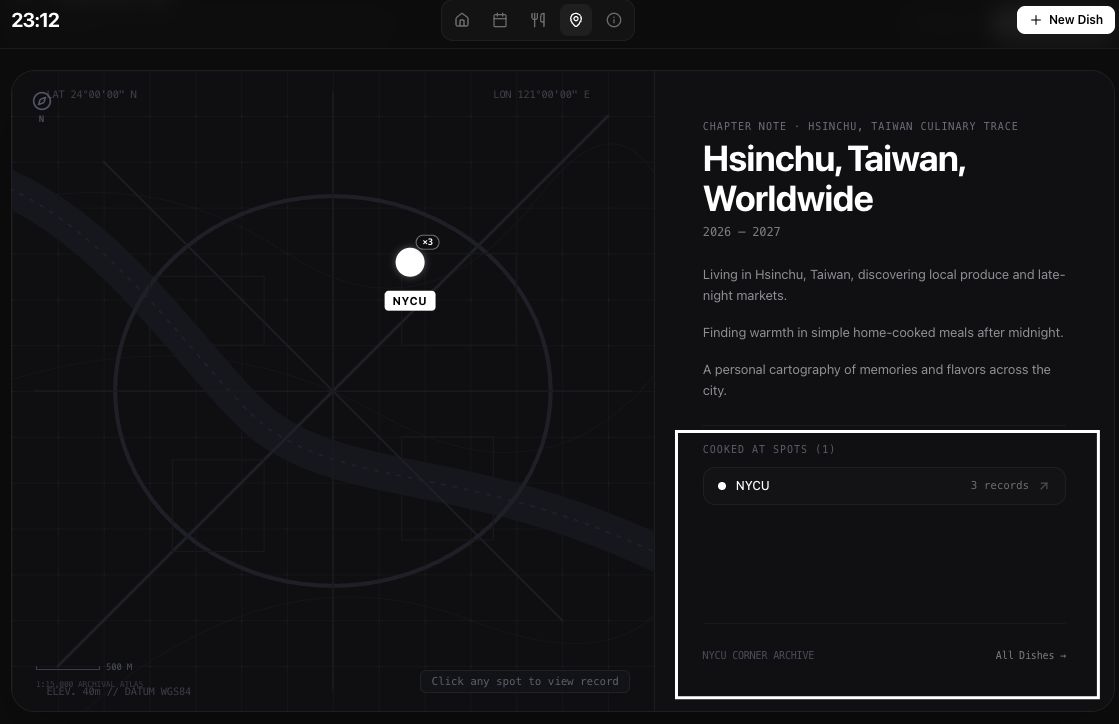 23:12
New Dish
LAT 24°00'00" N
LON 121°00'00" E
N
×3
NYCU
500 M
1:15,000 ARCHIVAL ATLAS
ELEV. 40m // DATUM WGS84
Click any spot to view record
CHAPTER NOTE · HSINCHU, TAIWAN CULINARY TRACE
Hsinchu, Taiwan,
Worldwide
2026 — 2027
Living in Hsinchu, Taiwan, discovering local produce and late-
night markets.
Finding warmth in simple home-cooked meals after midnight.
A personal cartography of memories and flavors across the
city.
COOKED AT SPOTS (1)
NYCU
3 records ↗
NYCU CORNER ARCHIVE
All Dishes →